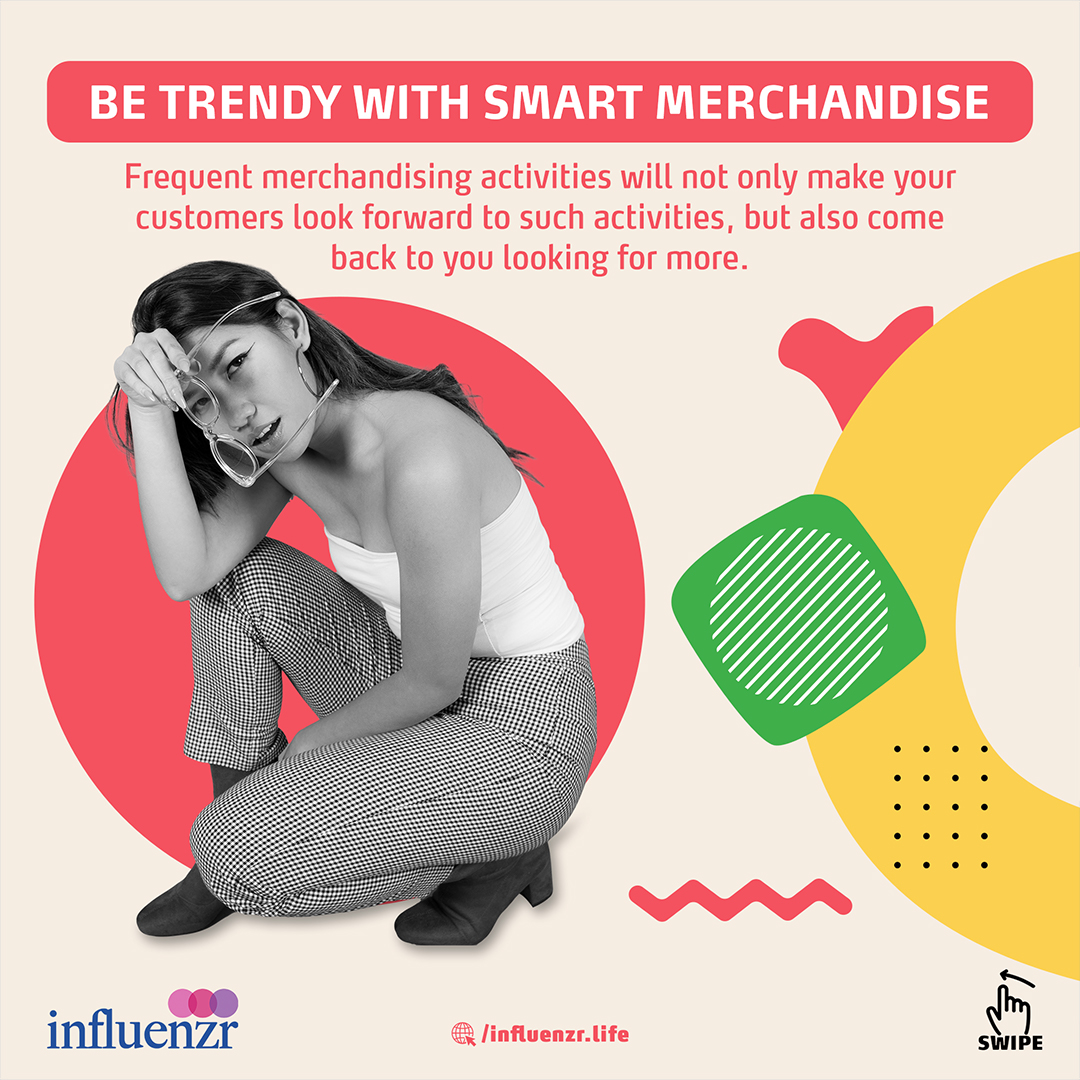 BE TRENDY WITH SMART MERCHANDISE
Frequent merchandising activities will not only make your
customers look forward to such activities, but also come
back to you looking for more.
influenzr
/influenzr.life
SWIPE